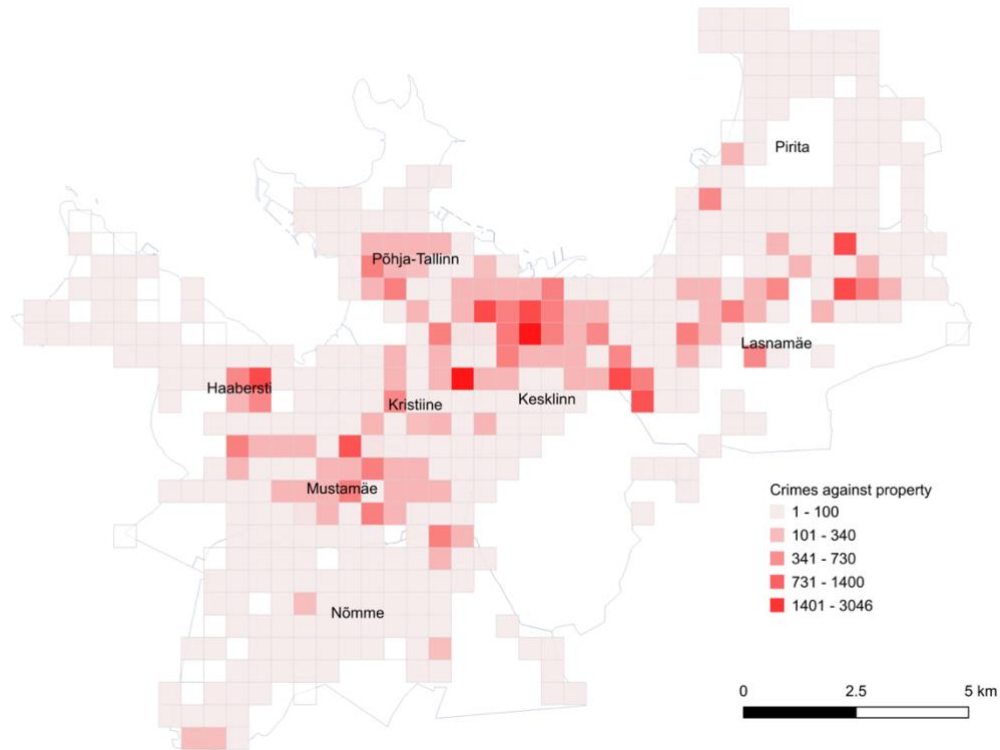 Pirita
Põhja-Tallinn
Lasnamäe
Haabersti
Kristiine
Kesklinn
Mustamäe
Nõmme
Crimes against property
1 - 100
101 - 340
341 - 730
731 - 1400
1401 - 3046
0 2.5 5 km